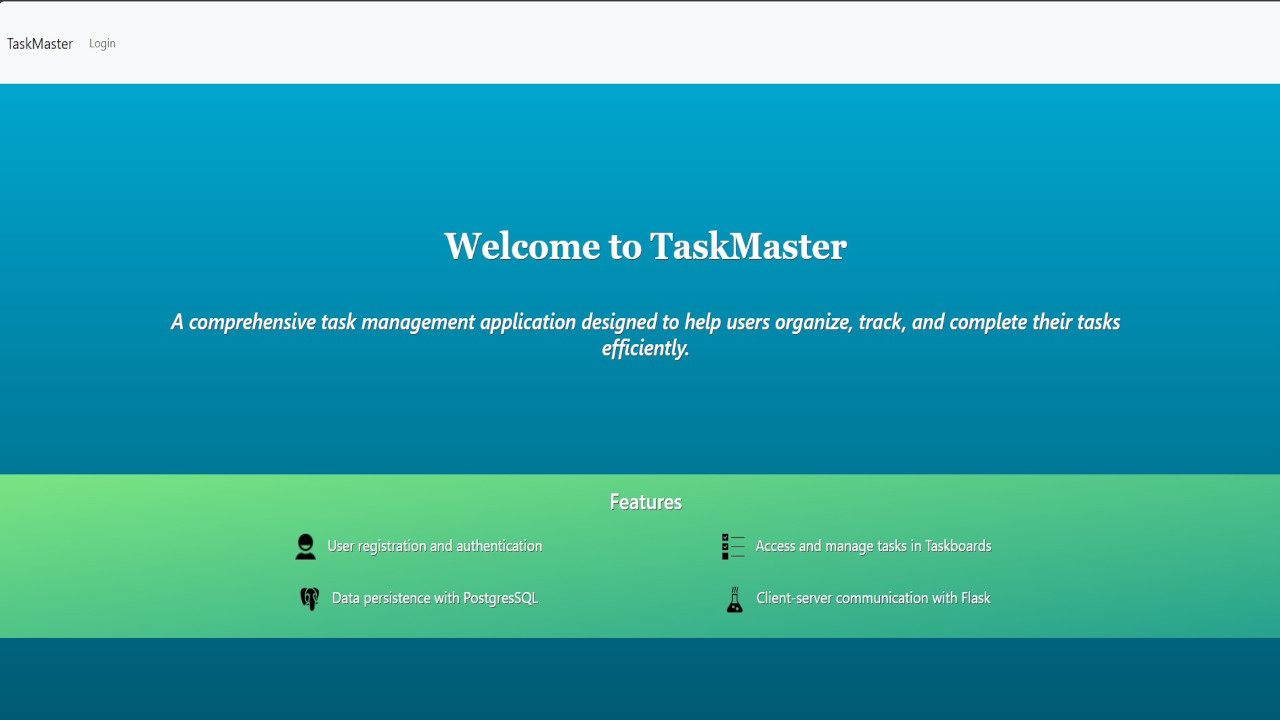 TaskMaster Login
Welcome to TaskMaster
A comprehensive task management application designed to help users organize, track, and complete their tasks
efficiently.
Features
User registration and authentication
Access and manage tasks in Taskboards
Data persistence with PostgresSQL
Client-server communication with Flask